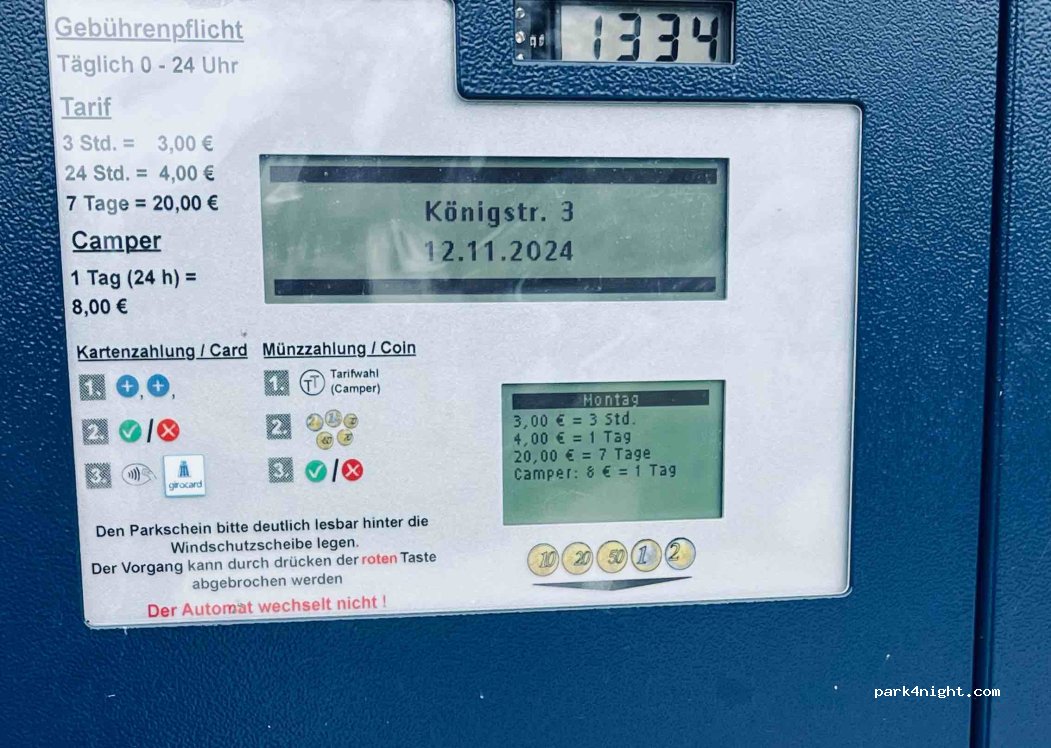 Gebührenpflicht
Täglich 0 - 24 Uhr
Tarif
3 Std. = 3,00 €
24 Std. = 4,00 €
7 Tage = 20,00 €
Camper
1 Tag (24 h) =
8,00 €
1334
Königstr. 3
12.11.2024
Kartenzahlung / Card
1. + , + ,
2. /
3. girocard
Münzzahlung / Coin
1. TT Tarifwahl
(Camper)
2.
3. /
Montag
3,00 € = 3 Std.
4,00 € = 1 Tag
20,00 € = 7 Tage
Camper: 8 € = 1 Tag
10 20 50 1 2
Den Parkschein bitte deutlich lesbar hinter die
Windschutzscheibe legen.
Der Vorgang kann durch drücken der roten Taste
abgebrochen werden
Der Automat wechselt nicht !
park4night.com